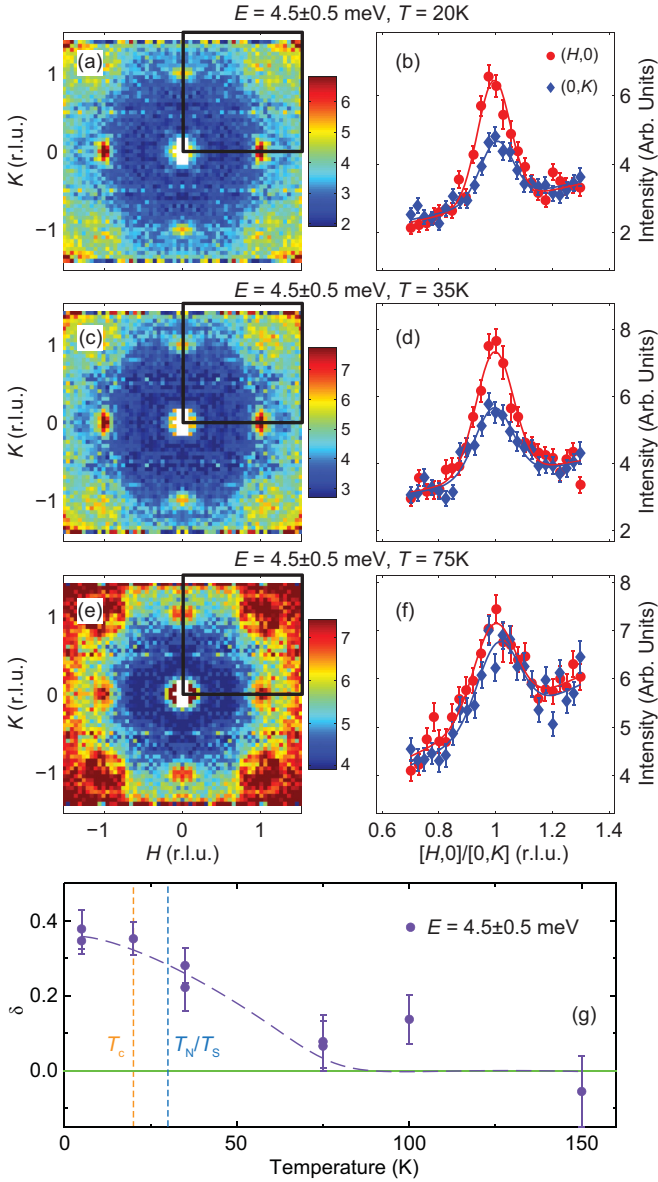 E = 4.5±0.5 meV, T = 20K
(a)
1
0
−1
K (r.l.u.)
6
5
4
3
2
(b)
(H,0)
(0,K)
6
4
2
Intensity (Arb. Units)
E = 4.5±0.5 meV, T = 35K
(c)
1
0
−1
K (r.l.u.)
7
6
5
4
3
(d)
8
6
4
2
Intensity (Arb. Units)
E = 4.5±0.5 meV, T = 75K
(e)
1
0
−1
K (r.l.u.)
−1 0 1
H (r.l.u.)
7
6
5
4
(f)
8
7
6
5
4
Intensity (Arb. Units)
0.6 0.8 1 1.2 1.4
[H,0]/[0,K] (r.l.u.)
0.4
0.2
0.0
δ
E = 4.5±0.5 meV
(g)
Tc
TN/TS
0 25 50 75 100 125 150
Temperature (K)